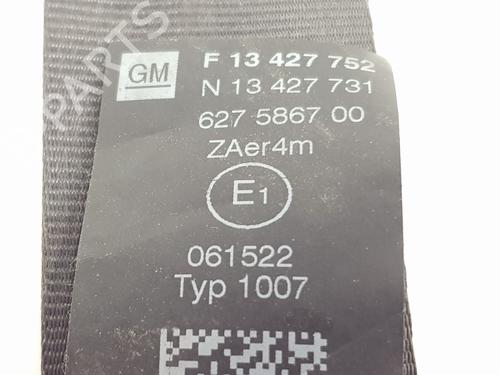 GM
F 13 427 752
N 13 427 731
627 5867 00
ZAer4m
E1
061522
Typ 1007
PARTS